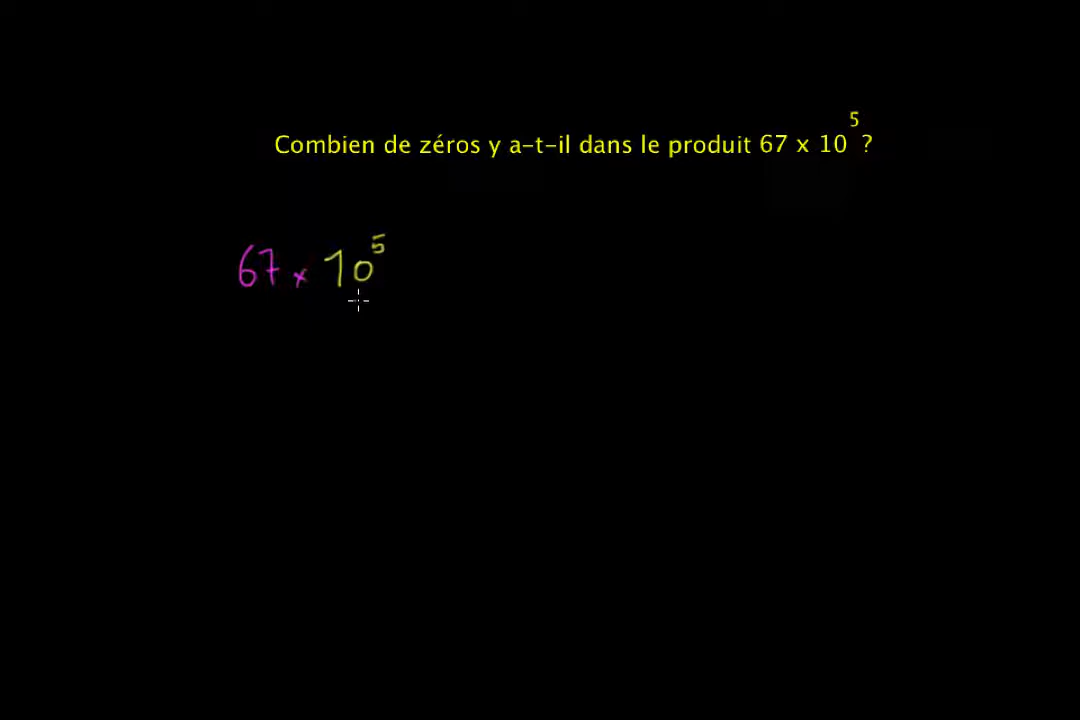 Combien de zéros y a-t-il dans le produit 67 x 10⁵?
67 x 10⁵